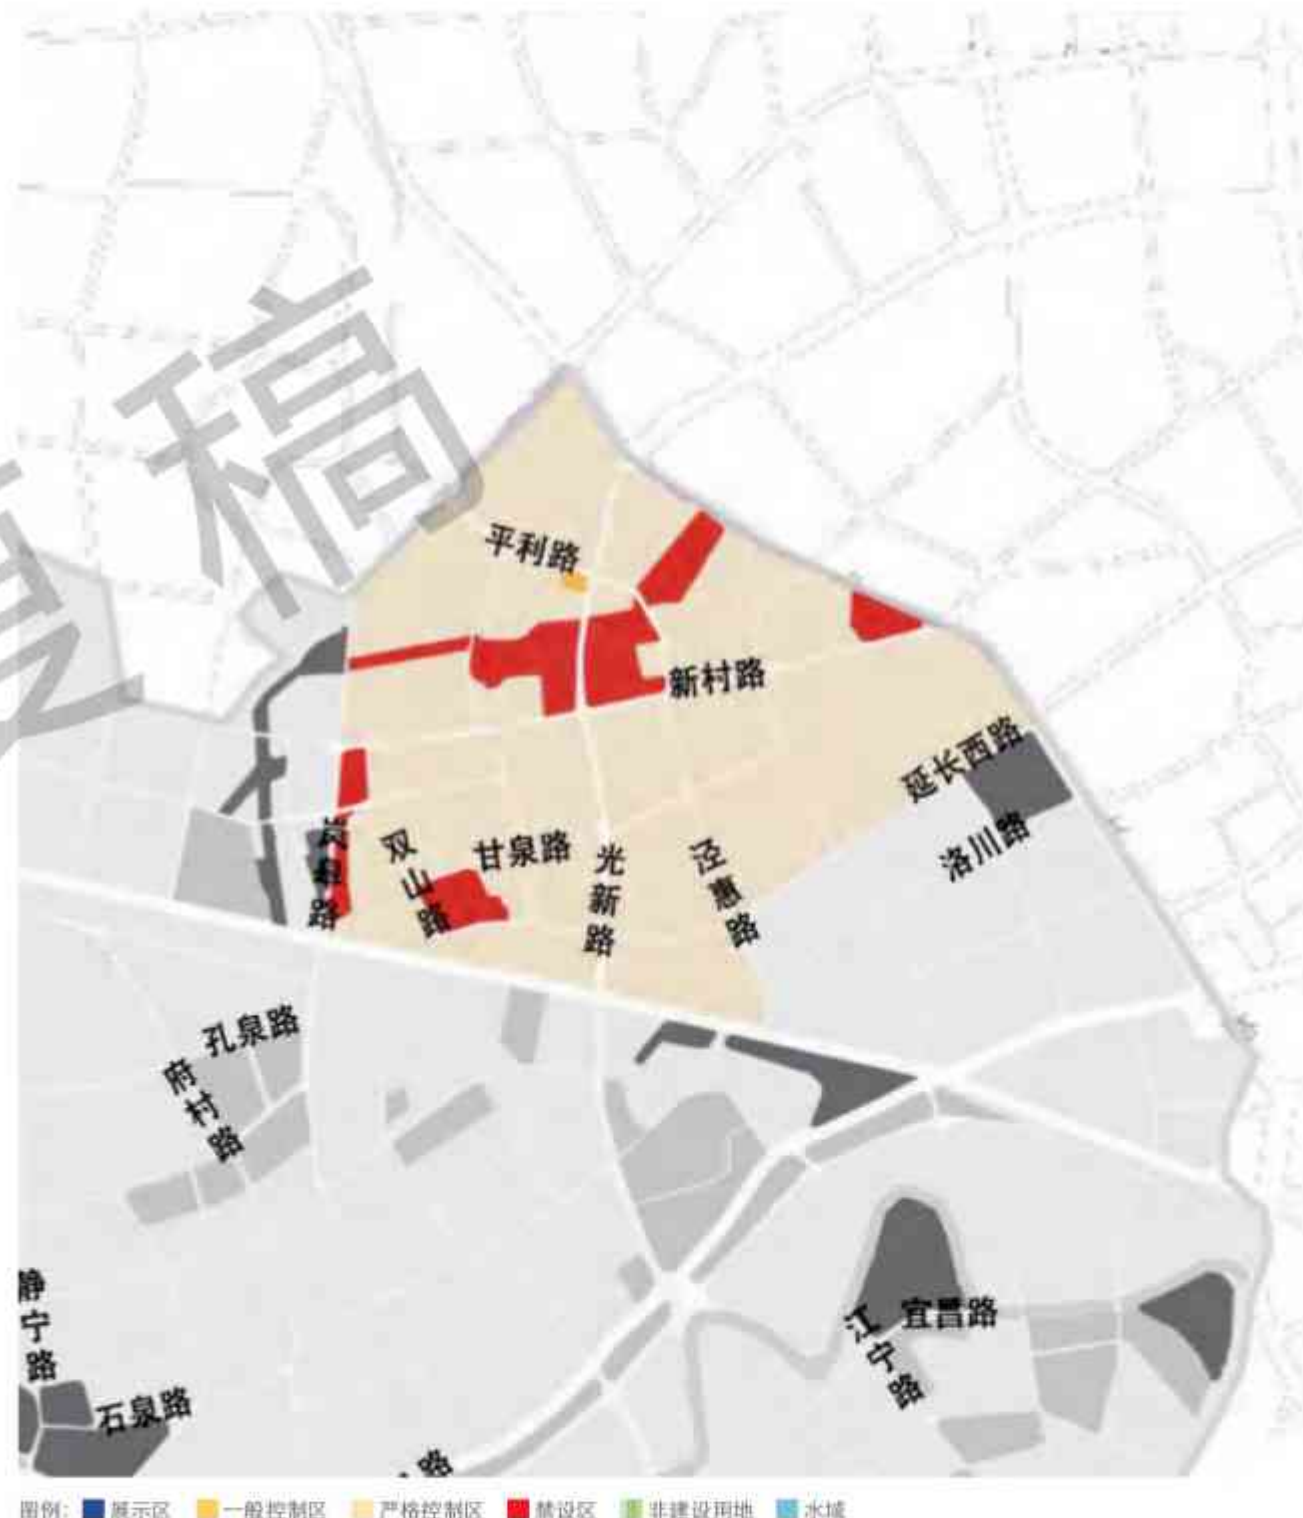 稿
平利路
新村路
延长西路
洛川路
双山路
甘泉路
光新路
泾惠路
孔泉路
府村路
静宁路
石泉路
江宁路
宜昌路
路
图例： 展示区 一般控制区 严格控制区 禁设区 非建设用地 水域